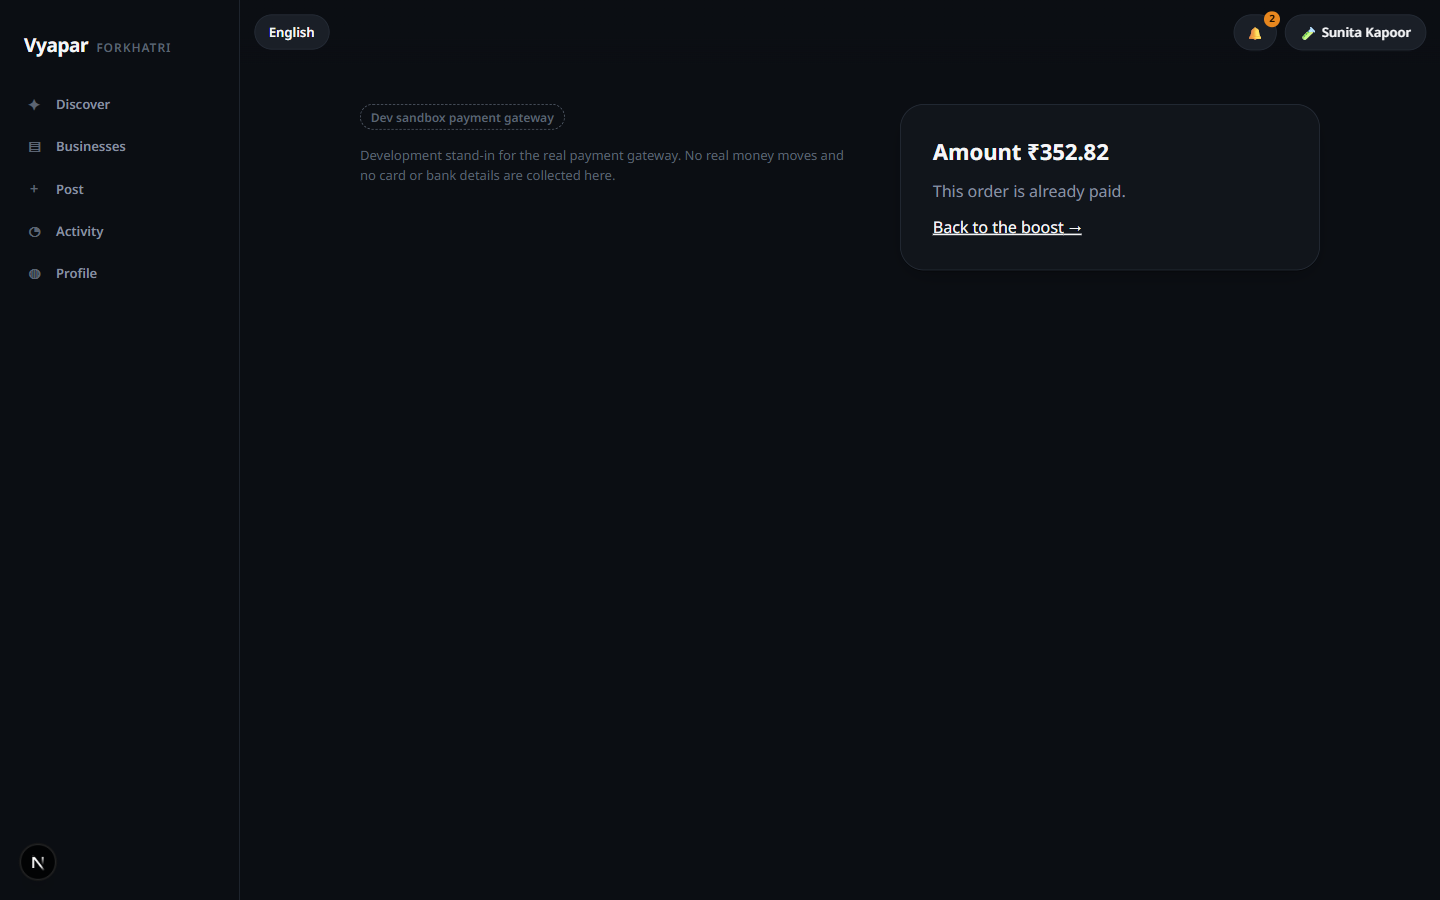 Vyapar FORKHATRI
Discover
Businesses
Post
Activity
Profile
English
2
Sunita Kapoor
Dev sandbox payment gateway
Development stand-in for the real payment gateway. No real money moves and
no card or bank details are collected here.
Amount ₹352.82
This order is already paid.
Back to the boost →
N